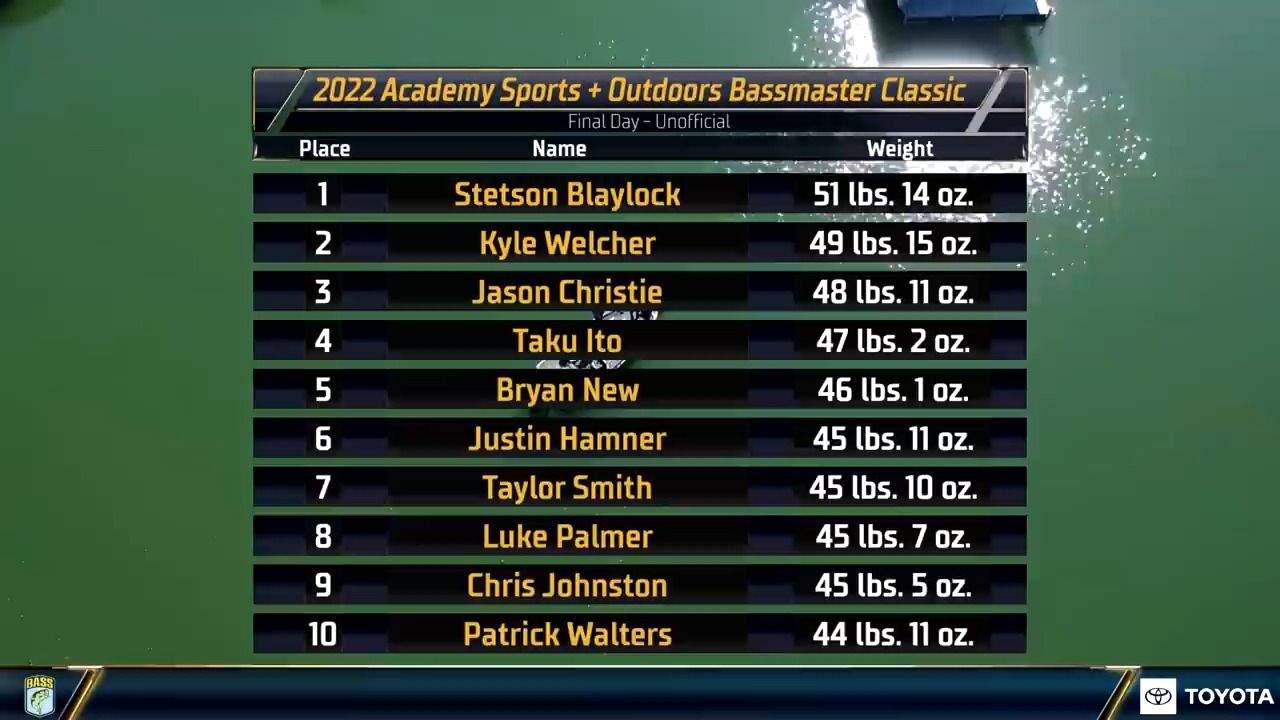 2022 Academy Sports + Outdoors Bassmaster Classic
Final Day - Unofficial
Place Name Weight
1 Stetson Blaylock 51 lbs. 14 oz.
2 Kyle Welcher 49 lbs. 15 oz.
3 Jason Christie 48 lbs. 11 oz.
4 Taku Ito 47 lbs. 2 oz.
5 Bryan New 46 lbs. 1 oz.
6 Justin Hamner 45 lbs. 11 oz.
7 Taylor Smith 45 lbs. 10 oz.
8 Luke Palmer 45 lbs. 7 oz.
9 Chris Johnston 45 lbs. 5 oz.
10 Patrick Walters 44 lbs. 11 oz.
BASS
TOYOTA